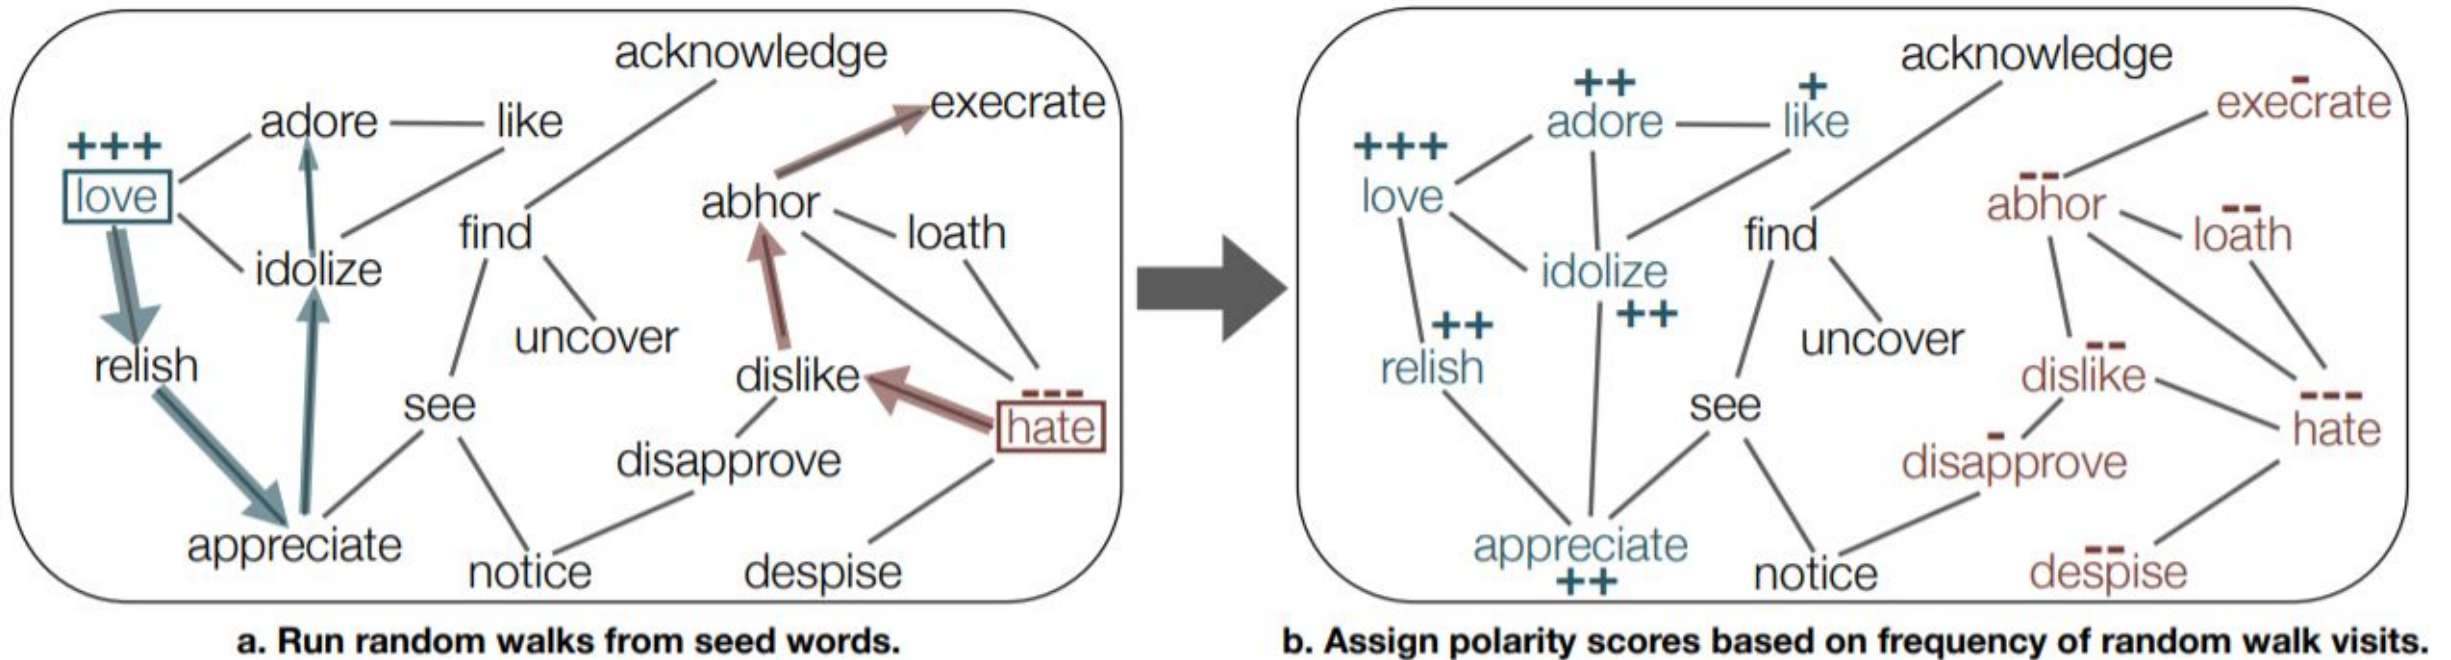 acknowledge
execrate
adore
like
+++
love
abhor
find
loath
idolize
uncover
relish
dislike
see
---
hate
disapprove
appreciate
notice
despise
a. Run random walks from seed words.
acknowledge
++
+
-
execrate
adore
like
+++
love
--
abhor
--
loath
find
idolize
++
++
uncover
relish
--
dislike
see
---
hate
-
disapprove
appreciate
++
notice
--
despise
b. Assign polarity scores based on frequency of random walk visits.